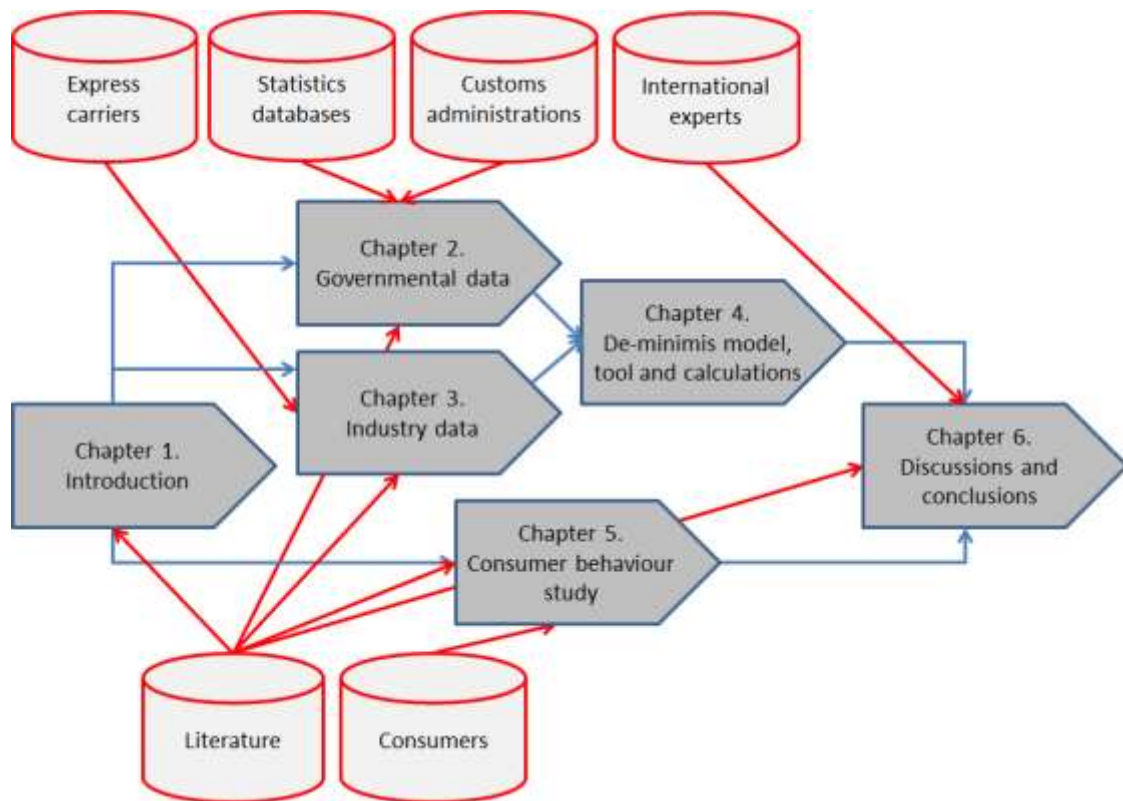 Express
carriers
Statistics
databases
Customs
administrations
International
experts
Chapter 2.
Governmental data
Chapter 4.
De-minimis model,
tool and calculations
Chapter 3.
Industry data
Chapter 1.
Introduction
Chapter 6.
Discussions and
conclusions
Chapter 5.
Consumer behaviour
study
Literature
Consumers